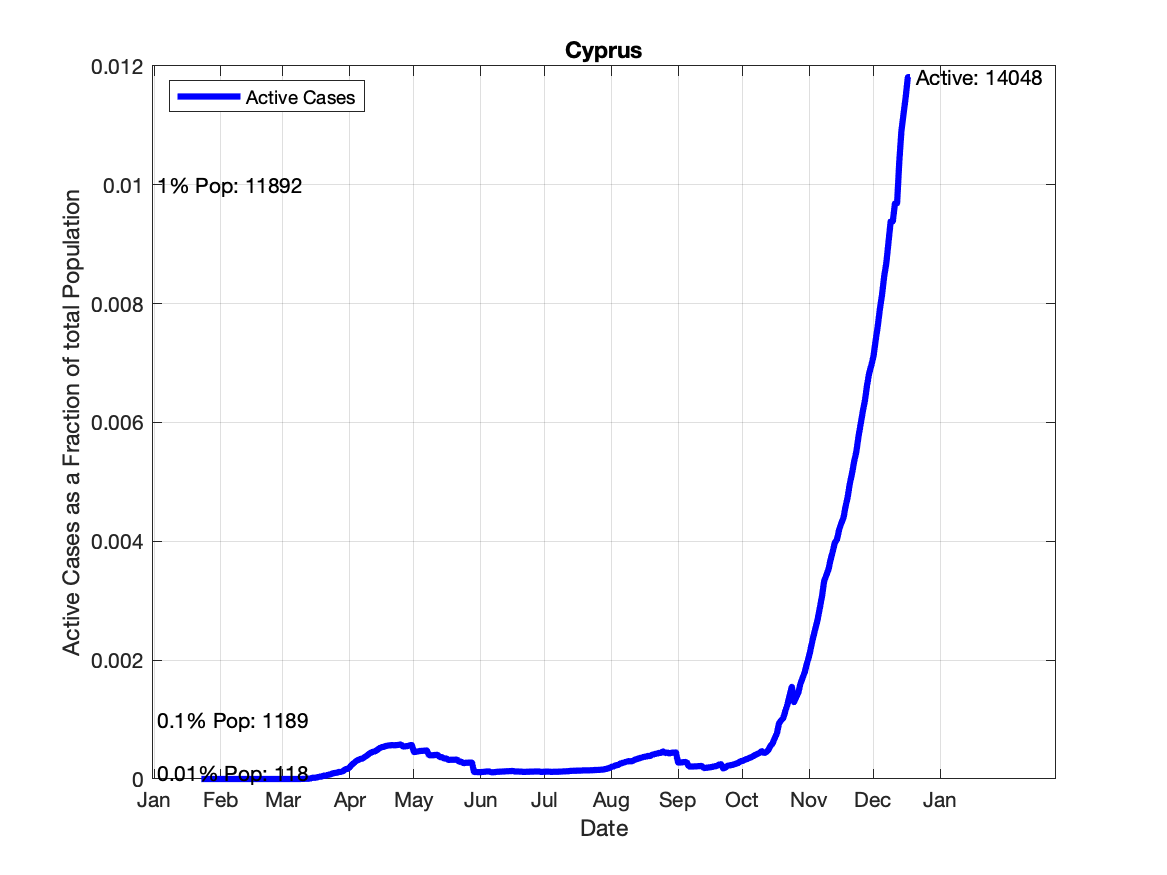 Cyprus
Active Cases
Active: 14048
0.012
0.01
0.008
0.006
0.004
0.002
0
1% Pop: 11892
0.1% Pop: 1189
0.01% Pop: 118
Active Cases as a Fraction of total Population
Jan Feb Mar Apr May Jun Jul Aug Sep Oct Nov Dec Jan
Date